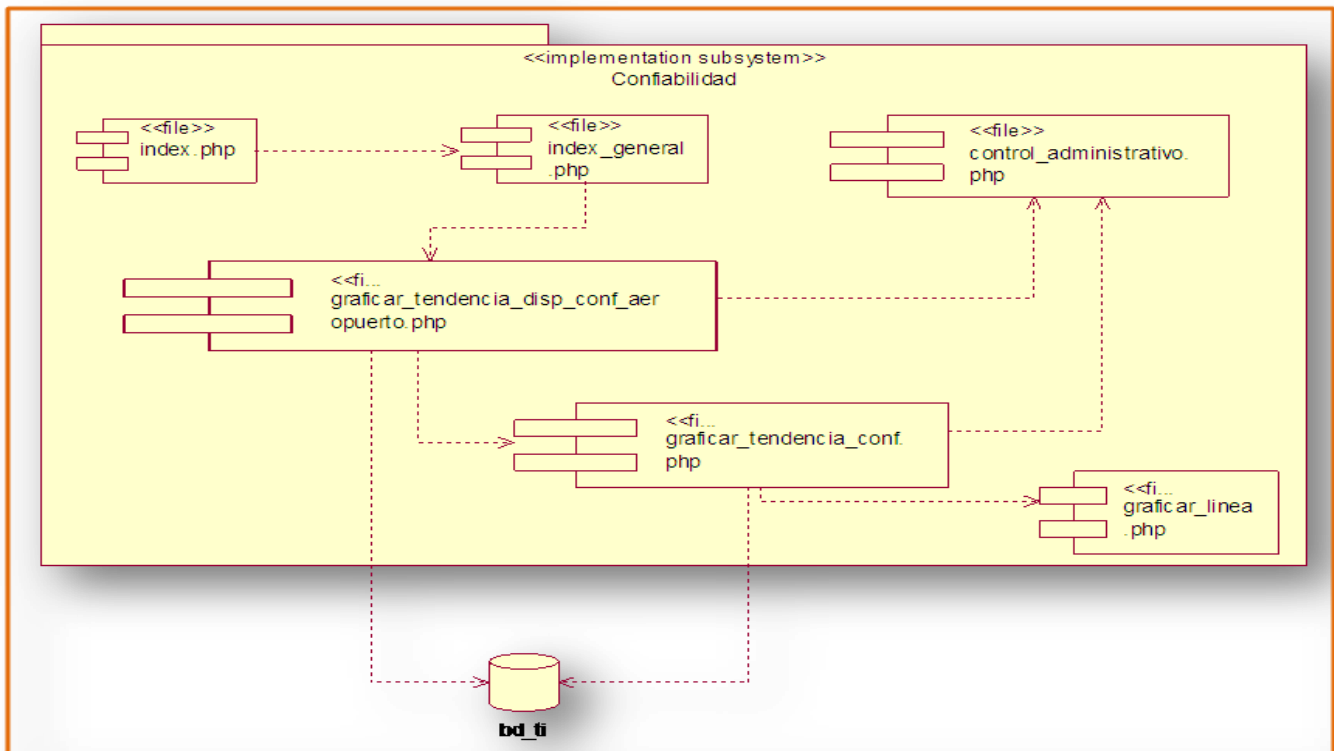 <<implementation subsystem>>
Confiabilidad
<<file>>
index.php
<<file>>
index_general
.php
<<file>>
control_administrativo.
php
<<fi...
graficar_tendencia_disp_conf_aer
opuerto.php
<<fi...
graficar_tendencia_conf.
php
<<fi...
graficar_linea
.php
bd_ti